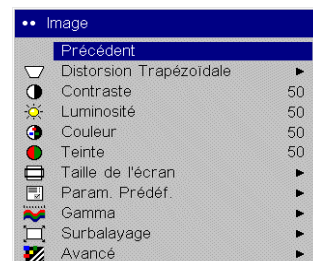 Image
Précédent
Distorsion Trapézoïdale
Contraste 50
Luminosité 50
Couleur 50
Teinte 50
Taille de l'écran
Param. Prédéf.
Gamma
Surbalayage
Avancé